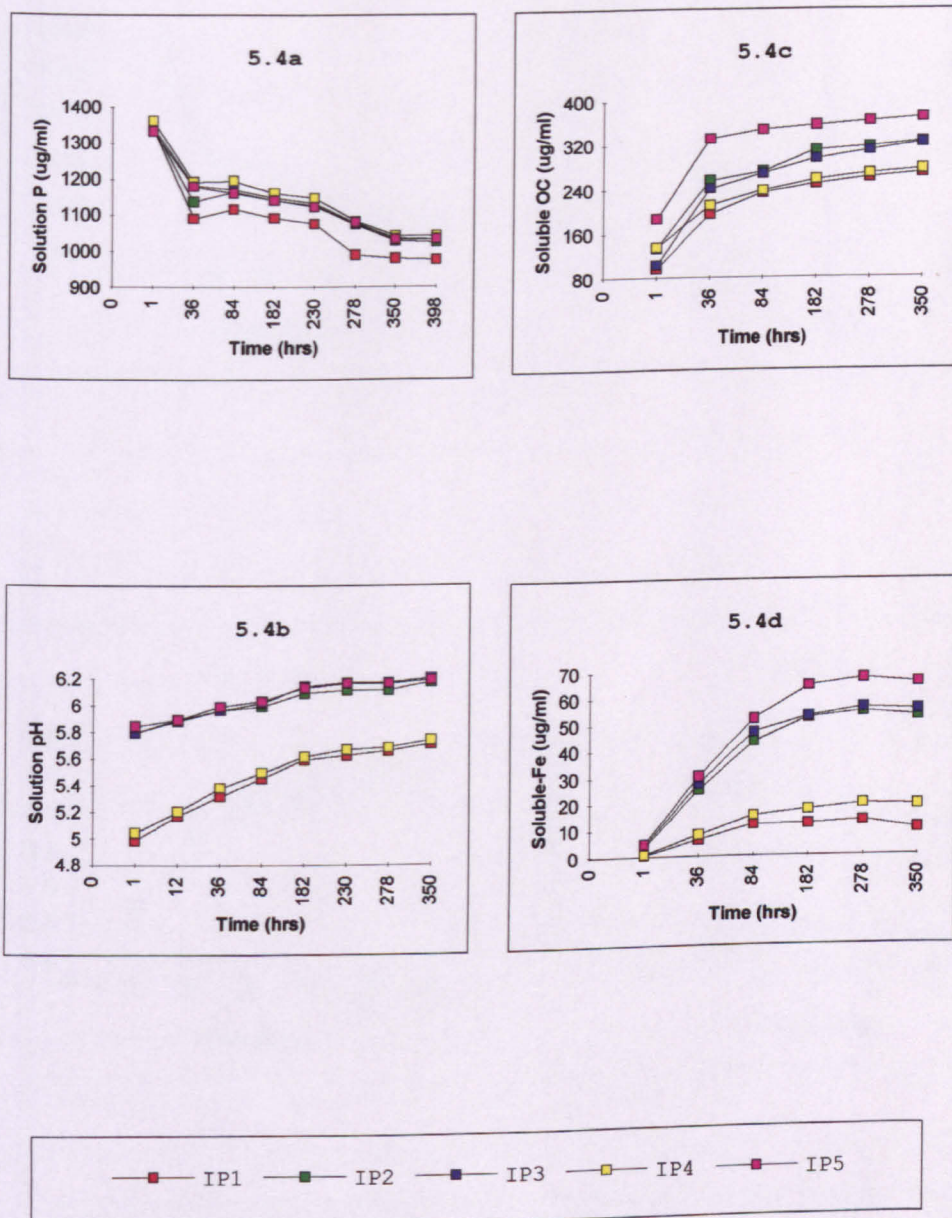 5.4a
Solution P (ug/ml)
1400
1300
1200
1100
1000
900
0 1 36 84 182 230 278 350 398
Time (hrs)
5.4c
Soluble OC (ug/ml)
400
320
240
160
80
0 1 36 84 182 278 350
Time (hrs)
5.4b
Solution pH
6.2
6
5.8
5.6
5.4
5.2
5
4.8
0 1 12 36 84 182 230 278 350
Time (hrs)
5.4d
Soluble-Fe (ug/ml)
70
60
50
40
30
20
10
0
0 1 36 84 182 278 350
Time (hrs)
IP1 IP2 IP3 IP4 IP5